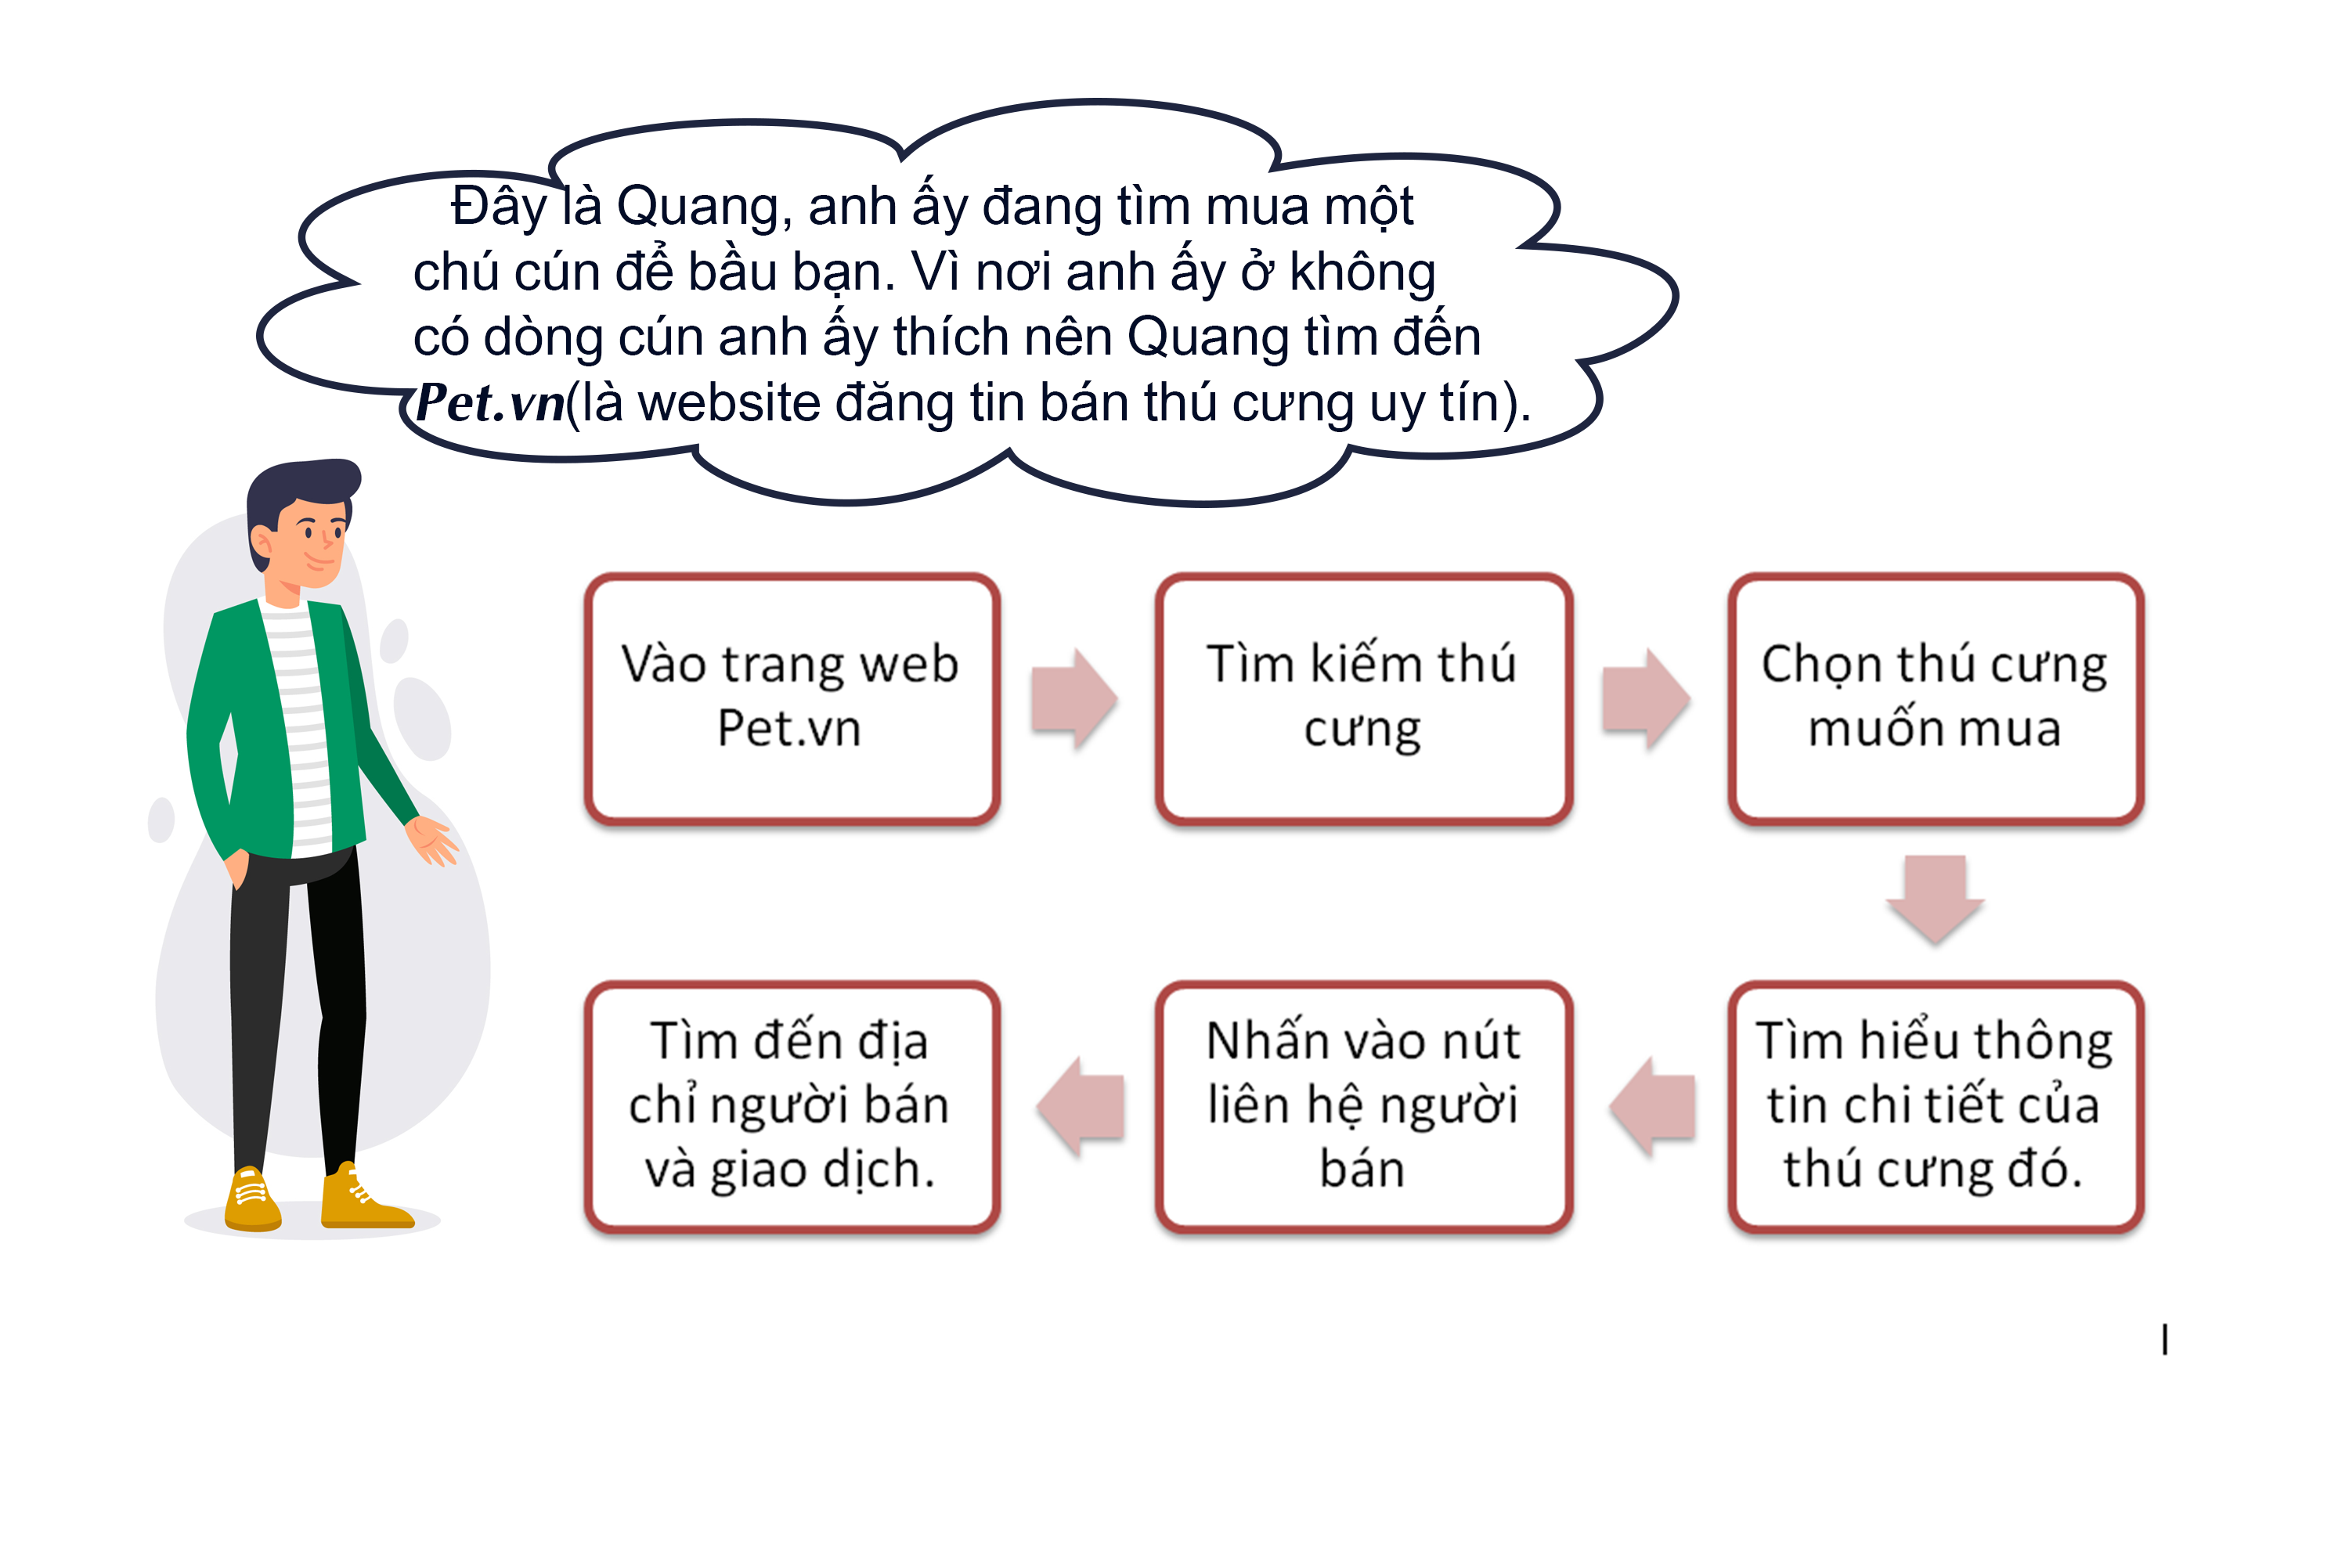 Đây là Quang, anh ấy đang tìm mua một
chú cún để bầu bạn. Vì nơi anh ấy ở không
có dòng cún anh ấy thích nên Quang tìm đến
Pet.vn(là website đăng tin bán thú cưng uy tín).
Vào trang web
Pet.vn
Tìm kiếm thú
cưng
Chọn thú cưng
muốn mua
Tìm hiểu thông
tin chi tiết của
thú cưng đó.
Nhấn vào nút
liên hệ người
bán
Tìm đến địa
chỉ người bán
và giao dịch.